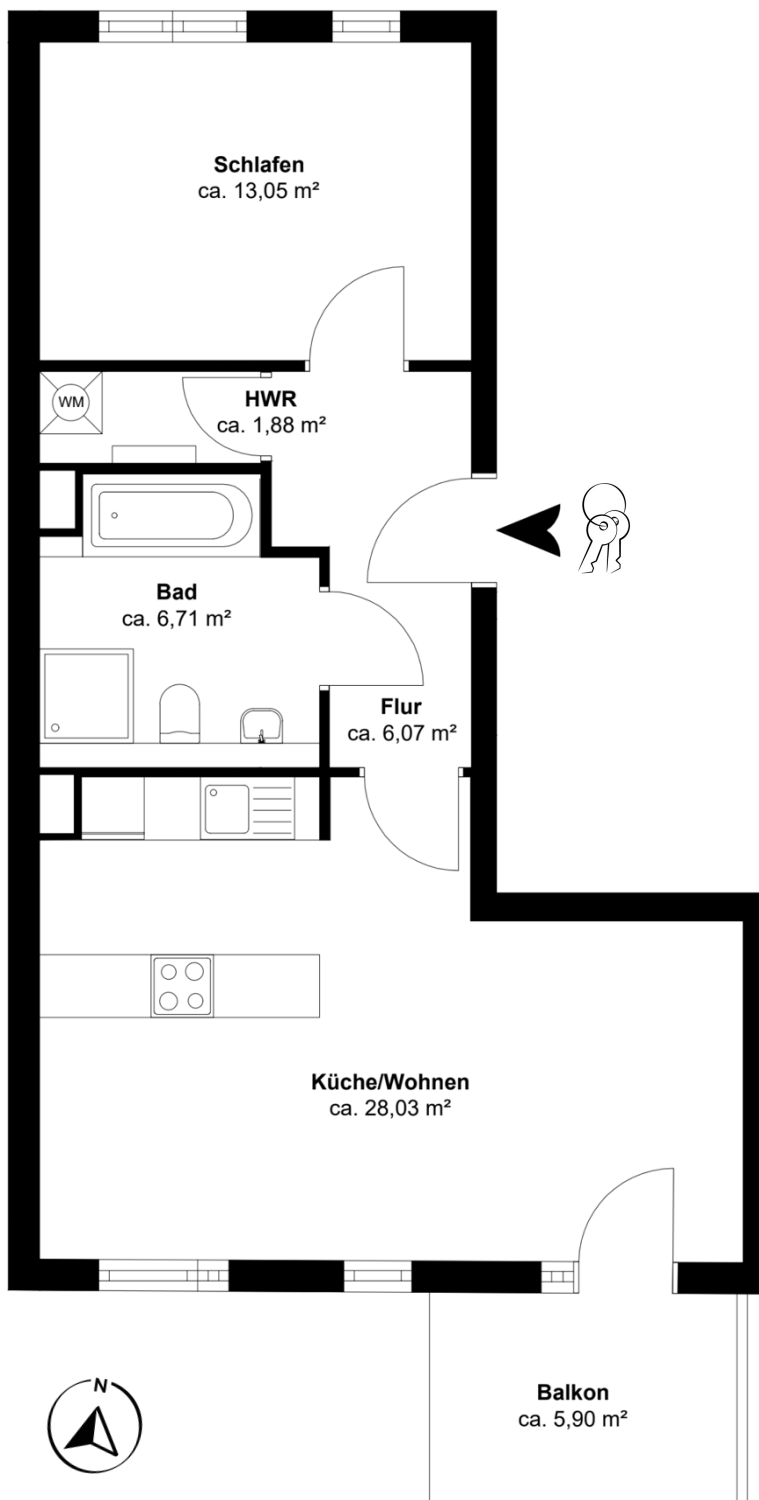 Schlafen
ca. 13,05 m²
WM
HWR
ca. 1,88 m²
Bad
ca. 6,71 m²
Flur
ca. 6,07 m²
Küche/Wohnen
ca. 28,03 m²
N
Balkon
ca. 5,90 m²